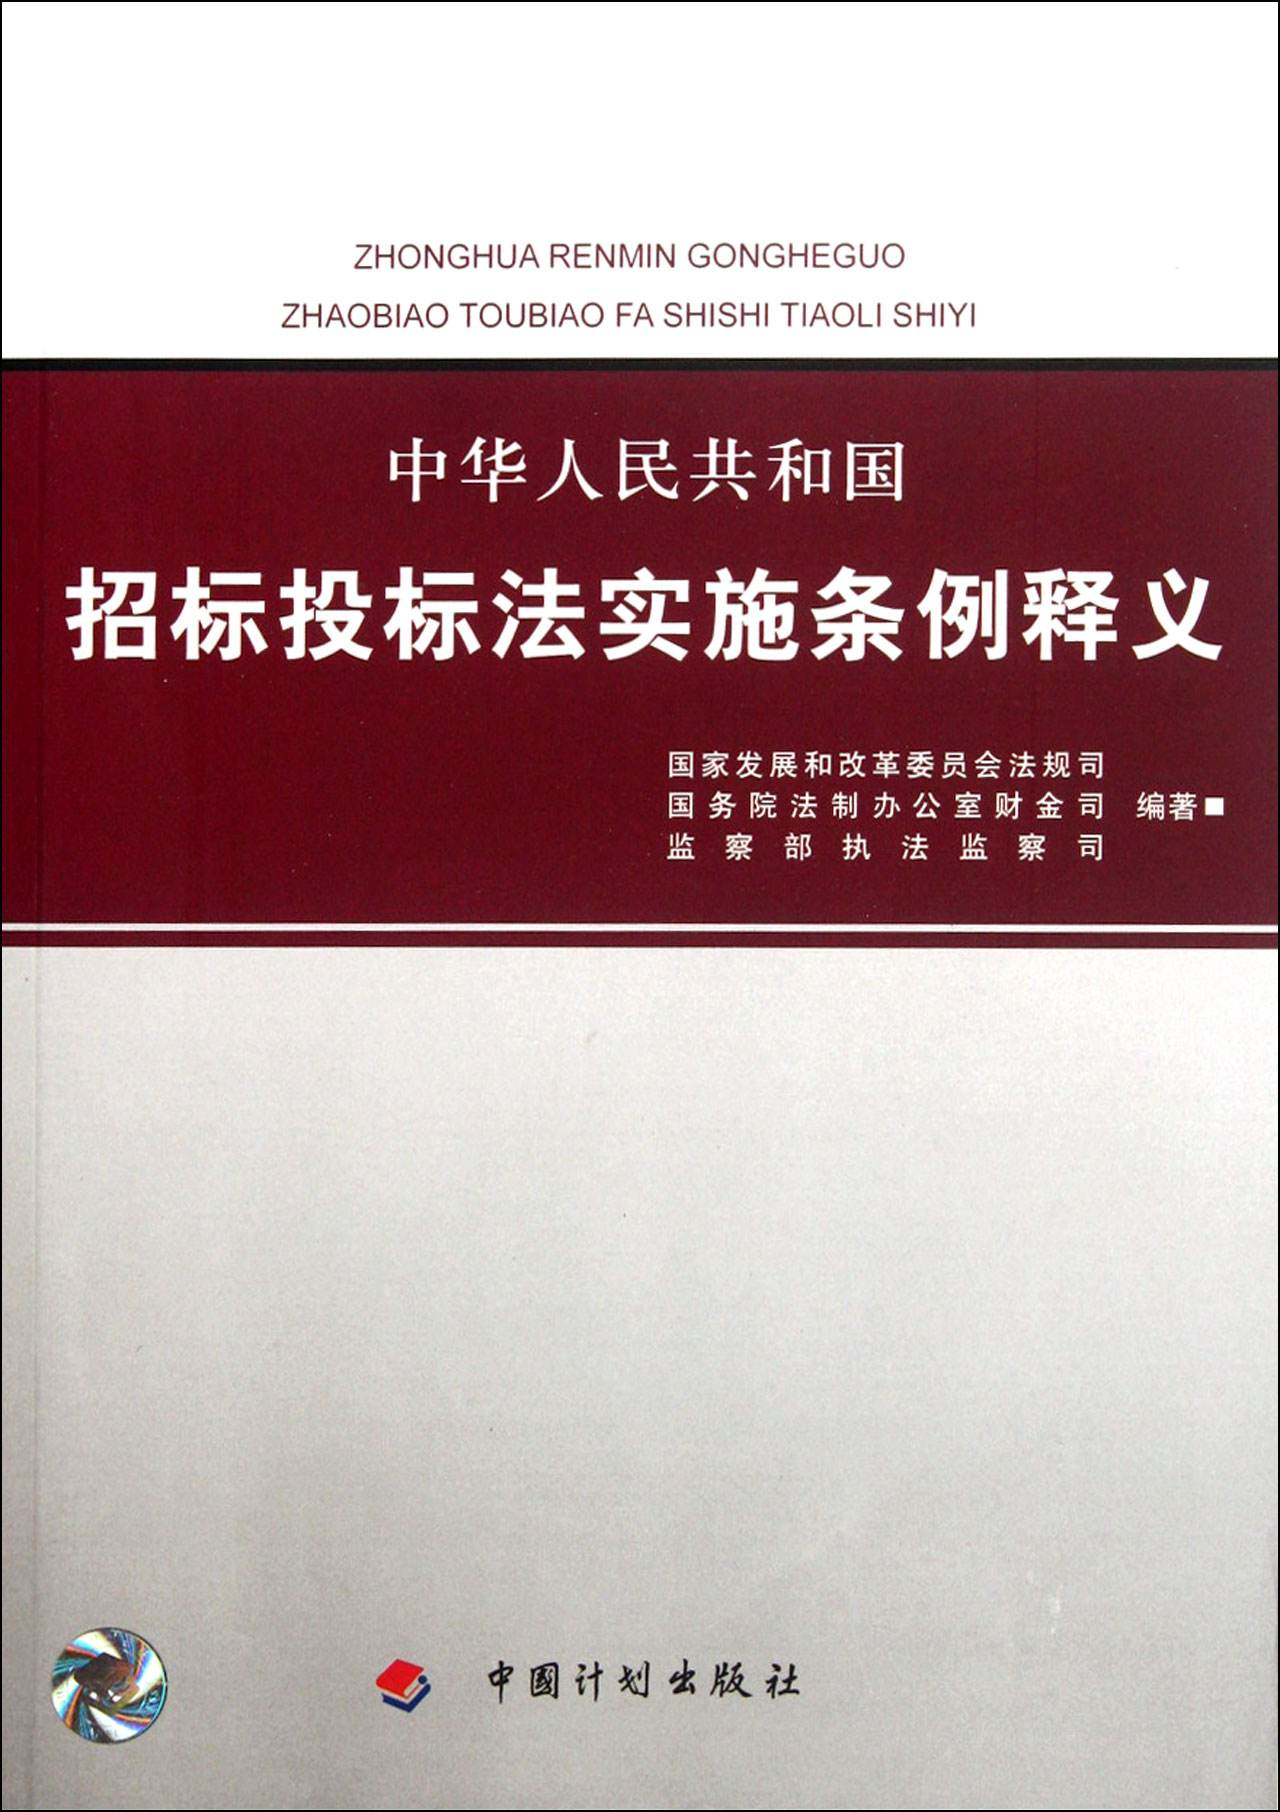 ZHONGHUA RENMIN GONGHEGUO
ZHAOBIAO TOUBIAO FA SHISHI TIAOLI SHIYI
中华人民共和国
招标投标法实施条例释义
国家发展和改革委员会法规司
国务院法制办公室财金司 编著■
监察部执法监察司
中國计划出版社